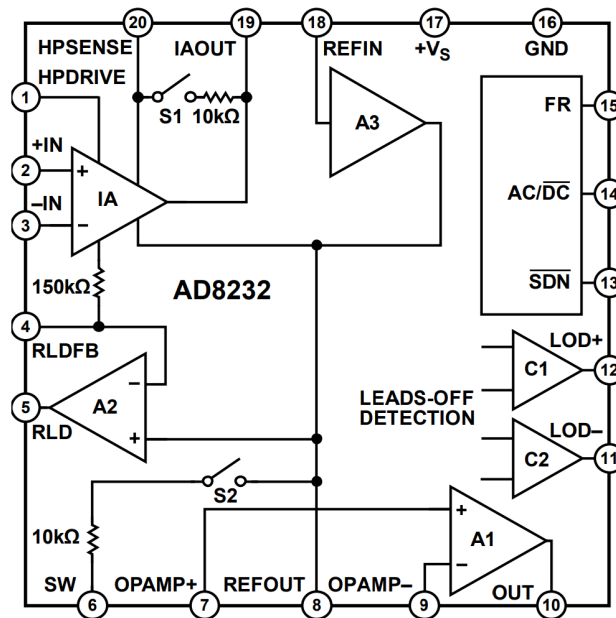 20 19 18 17 16
HPSENSE IAOUT REFIN +VS GND
HPDRIVE
1
S1 10kΩ
A3
FR 15
+IN
2
+ IA
AC/DC 14
–IN
3
–
150kΩ
AD8232
SDN 13
4
RLDFB
LOD+
C1 12
–
A2
5
RLD
+
LEADS-OFF
DETECTION
LOD–
C2 11
S2
10kΩ
+
A1
–
SW OPAMP+ REFOUT OPAMP– OUT
6 7 8 9 10